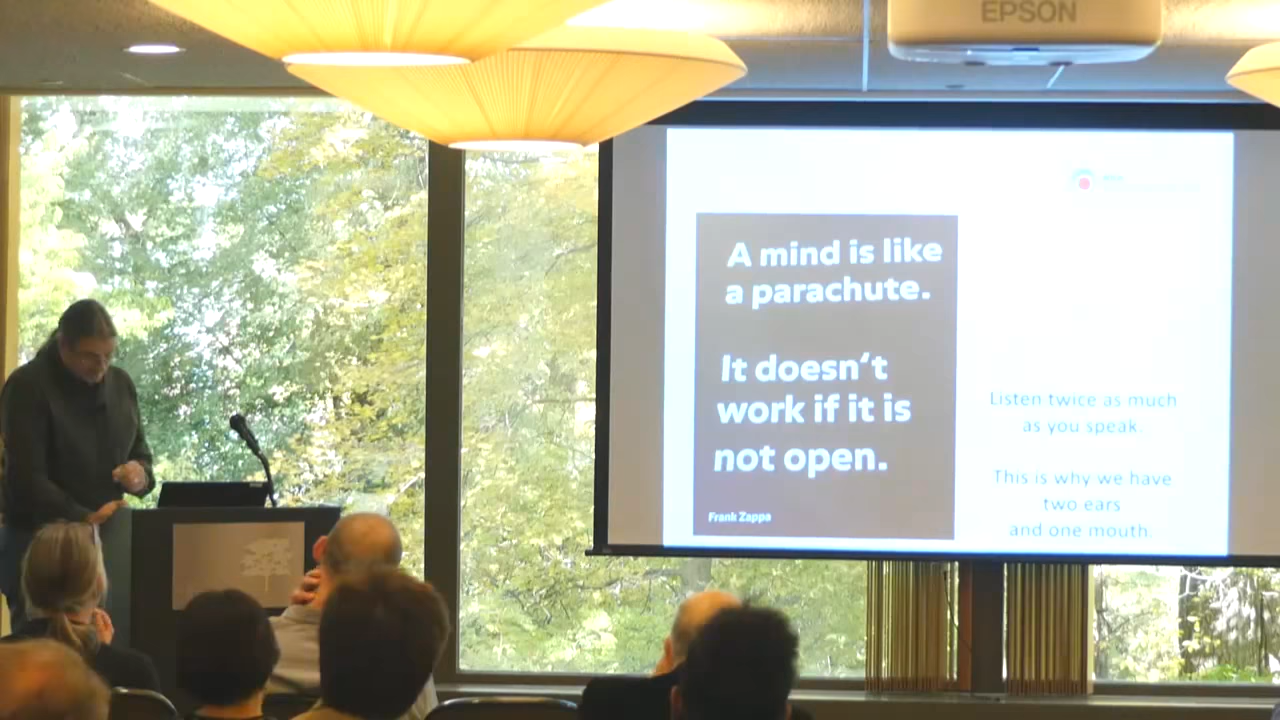 EPSON
A mind is like
a parachute.
It doesn't
work if it is
not open.
Frank Zappa
Listen twice as much
as you speak.
This is why we have
two ears
and one mouth.